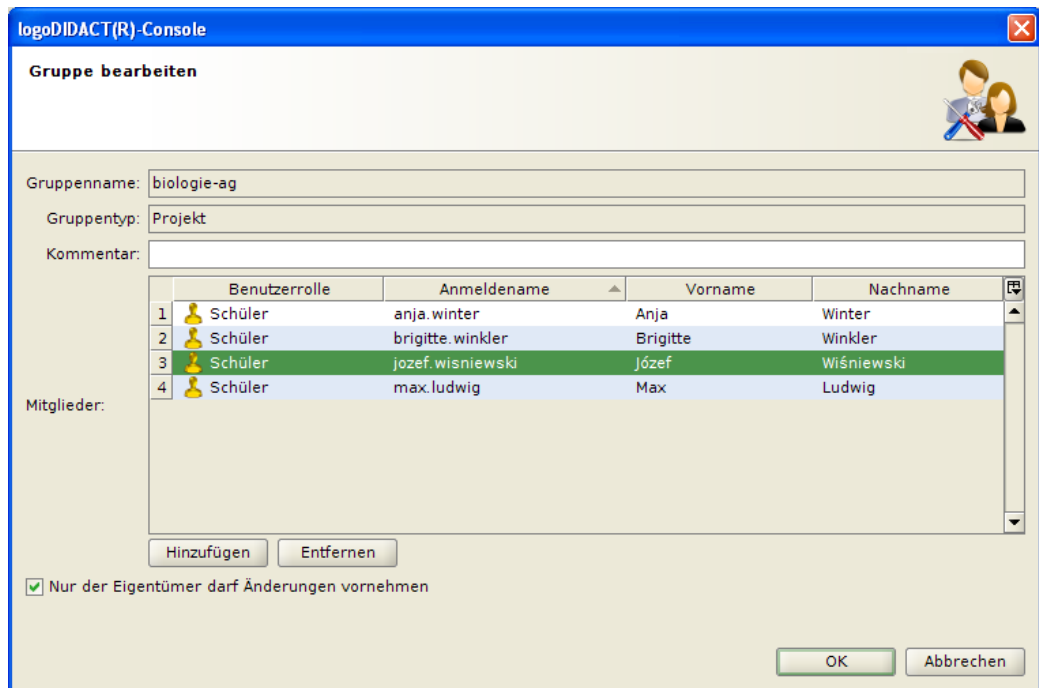 logoDIDACT(R)-Console
Gruppe bearbeiten
Gruppenname: biologie-ag
Gruppentyp: Projekt
Kommentar:
Benutzerrolle Anmeldename Vorname Nachname
1 Schüler anja.winter Anja Winter
2 Schüler brigitte.winkler Brigitte Winkler
3 Schüler jozef.wisniewski Józef Wiśniewski
4 Schüler max.ludwig Max Ludwig
Mitglieder:
Hinzufügen Entfernen
Nur der Eigentümer darf Änderungen vornehmen
OK Abbrechen